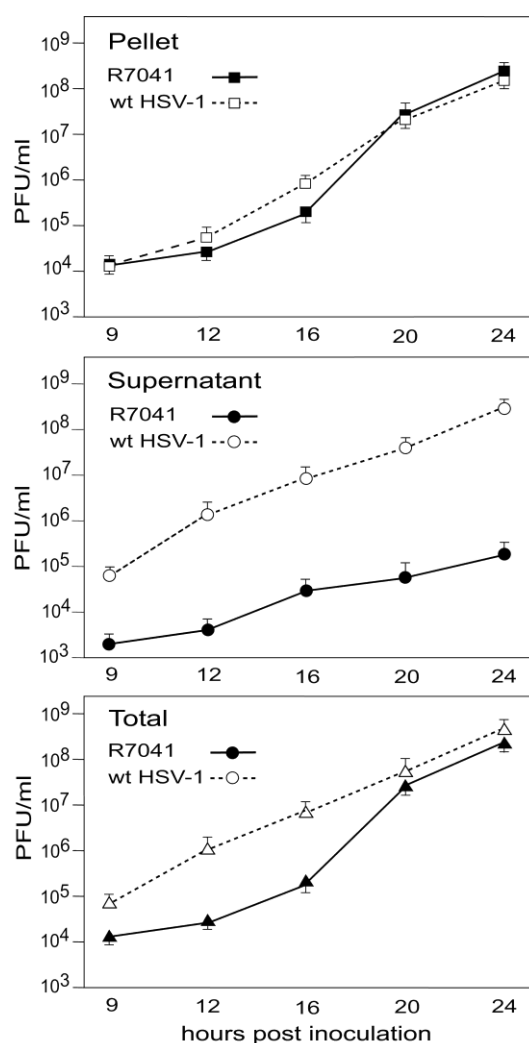 Pellet
R7041
wt HSV-1
PFU/ml
10⁹
10⁸
10⁷
10⁶
10⁵
10⁴
10³
9 12 16 20 24
Supernatant
R7041
wt HSV-1
PFU/ml
10⁹
10⁸
10⁷
10⁶
10⁵
10⁴
10³
9 12 16 20 24
Total
R7041
wt HSV-1
PFU/ml
10⁹
10⁸
10⁷
10⁶
10⁵
10⁴
10³
9 12 16 20 24
hours post inoculation